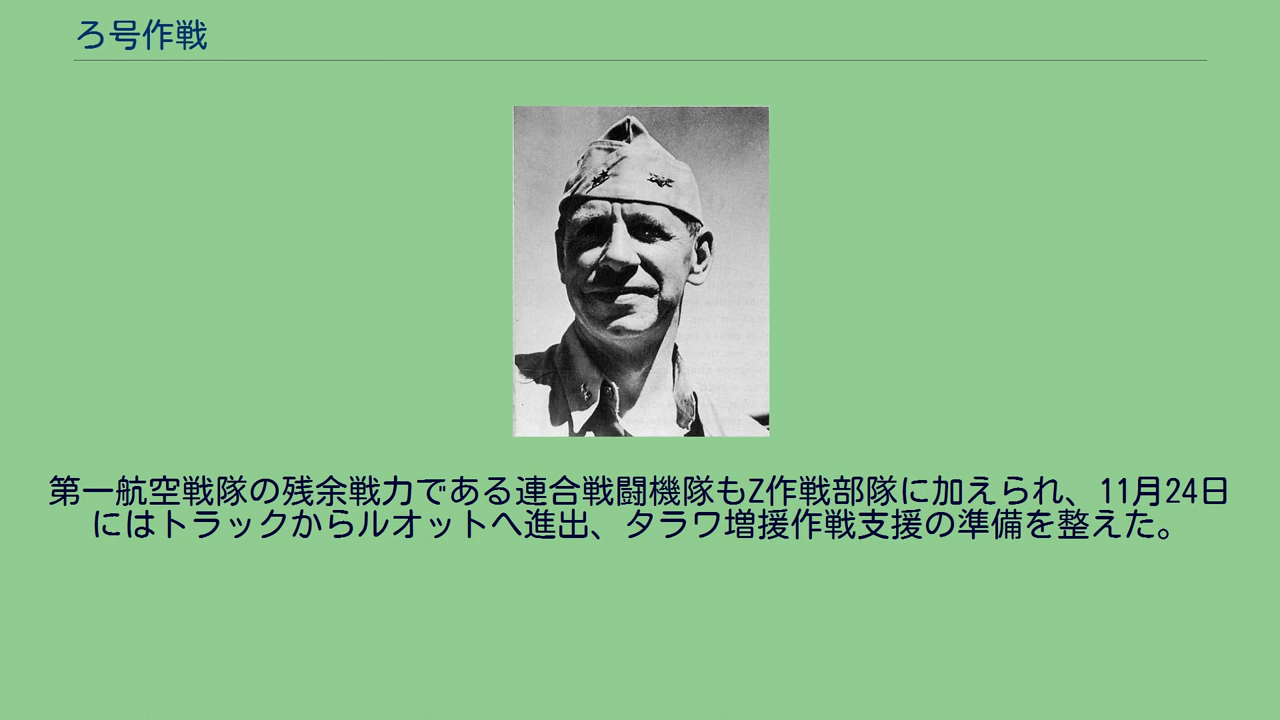 ろ号作戦
第一航空戦隊の残余戦力である連合戦闘機隊もZ作戦部隊に加えられ、11月24日
にはトラックからルオットへ進出、タラワ増援作戦支援の準備を整えた。